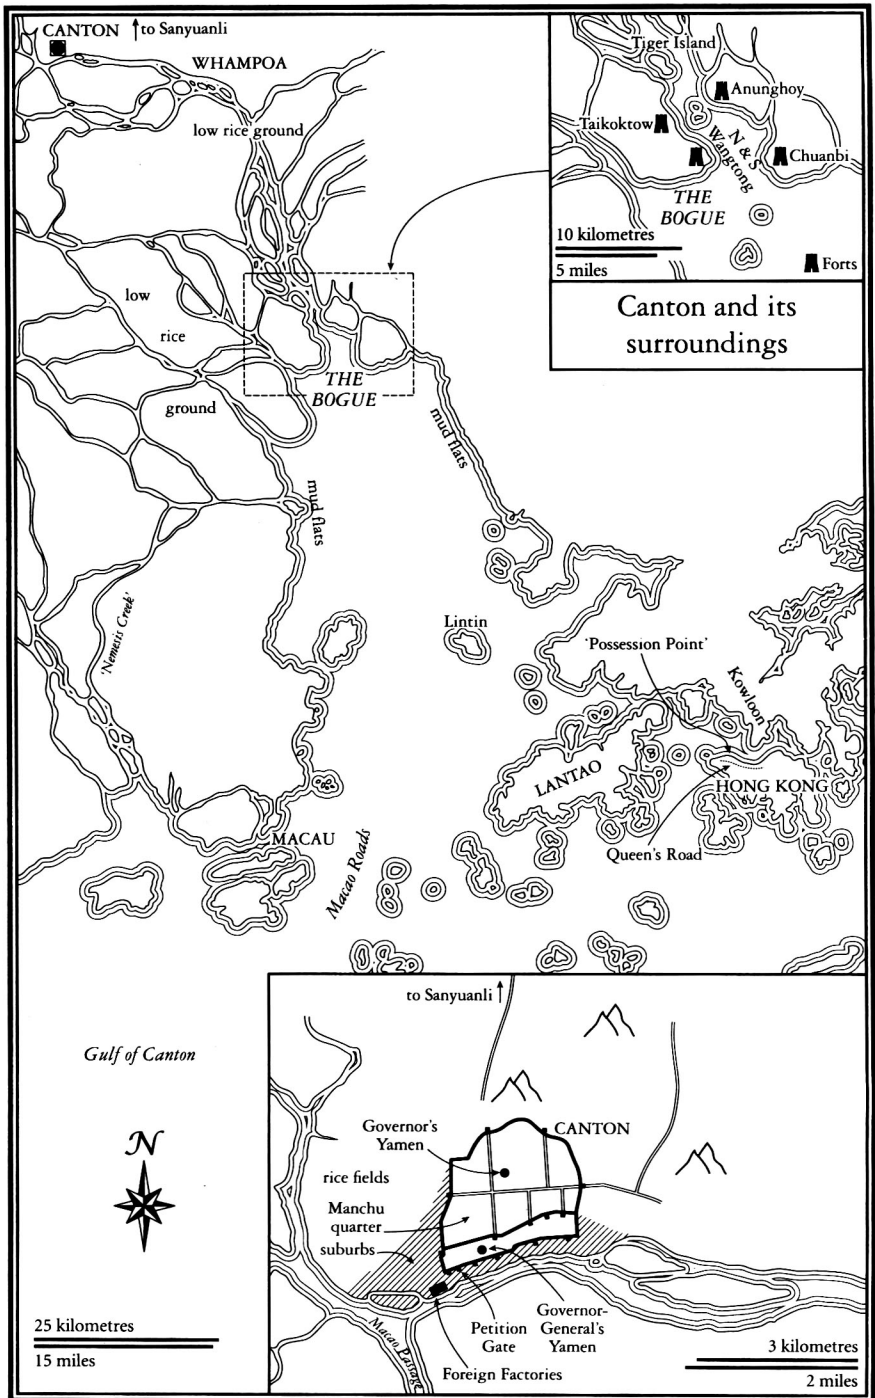 CANTON
to Sanyuanli
WHAMPOA
low rice ground
low
rice
ground
THE
BOGUE
mud flats
mud flats
'Nemesis Creek'
Lintin
'Possession Point'
Kowloon
LANTAO
HONG KONG
Queen's Road
MACAU
Macao Roads
Gulf of Canton
N
25 kilometres
15 miles
Tiger Island
Anunghoy
Taikoktow
N & S
Wangtong
Chuanbi
THE
BOGUE
10 kilometres
5 miles
Forts
Canton and its
surroundings
to Sanyuanli
Governor's
Yamen
CANTON
rice fields
Manchu
quarter
suburbs
Macao Passage
Petition
Gate
Governor-
General's
Yamen
Foreign Factories
3 kilometres
2 miles